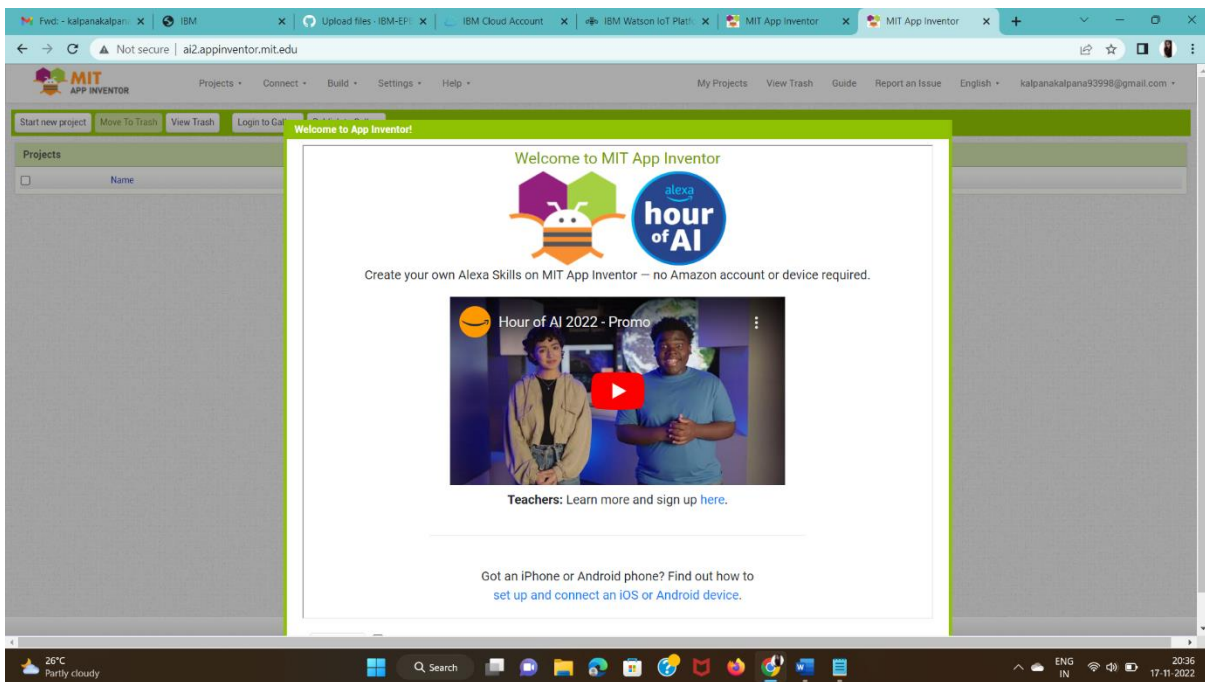 Fwd: - kalpanakalpan
IBM
Upload files · IBM-EPI
IBM Cloud Account
IBM Watson IoT Platf
MIT App Inventor
MIT App Inventor
Not secure | ai2.appinventor.mit.edu
MIT
APP INVENTOR
Projects
Connect
Build
Settings
Help
My Projects
View Trash
Guide
Report an Issue
English
kalpanakalpana93998@gmail.com
Start new project
Move To Trash
View Trash
Login to Gal
Welcome to App Inventor!
Projects
Name
Welcome to MIT App Inventor
alexa
hour
of AI
Create your own Alexa Skills on MIT App Inventor — no Amazon account or device required.
Hour of AI 2022 - Promo
Teachers: Learn more and sign up here.
Got an iPhone or Android phone? Find out how to
set up and connect an iOS or Android device.
26°C
Partly cloudy
Search
ENG
IN
20:36
17-11-2022